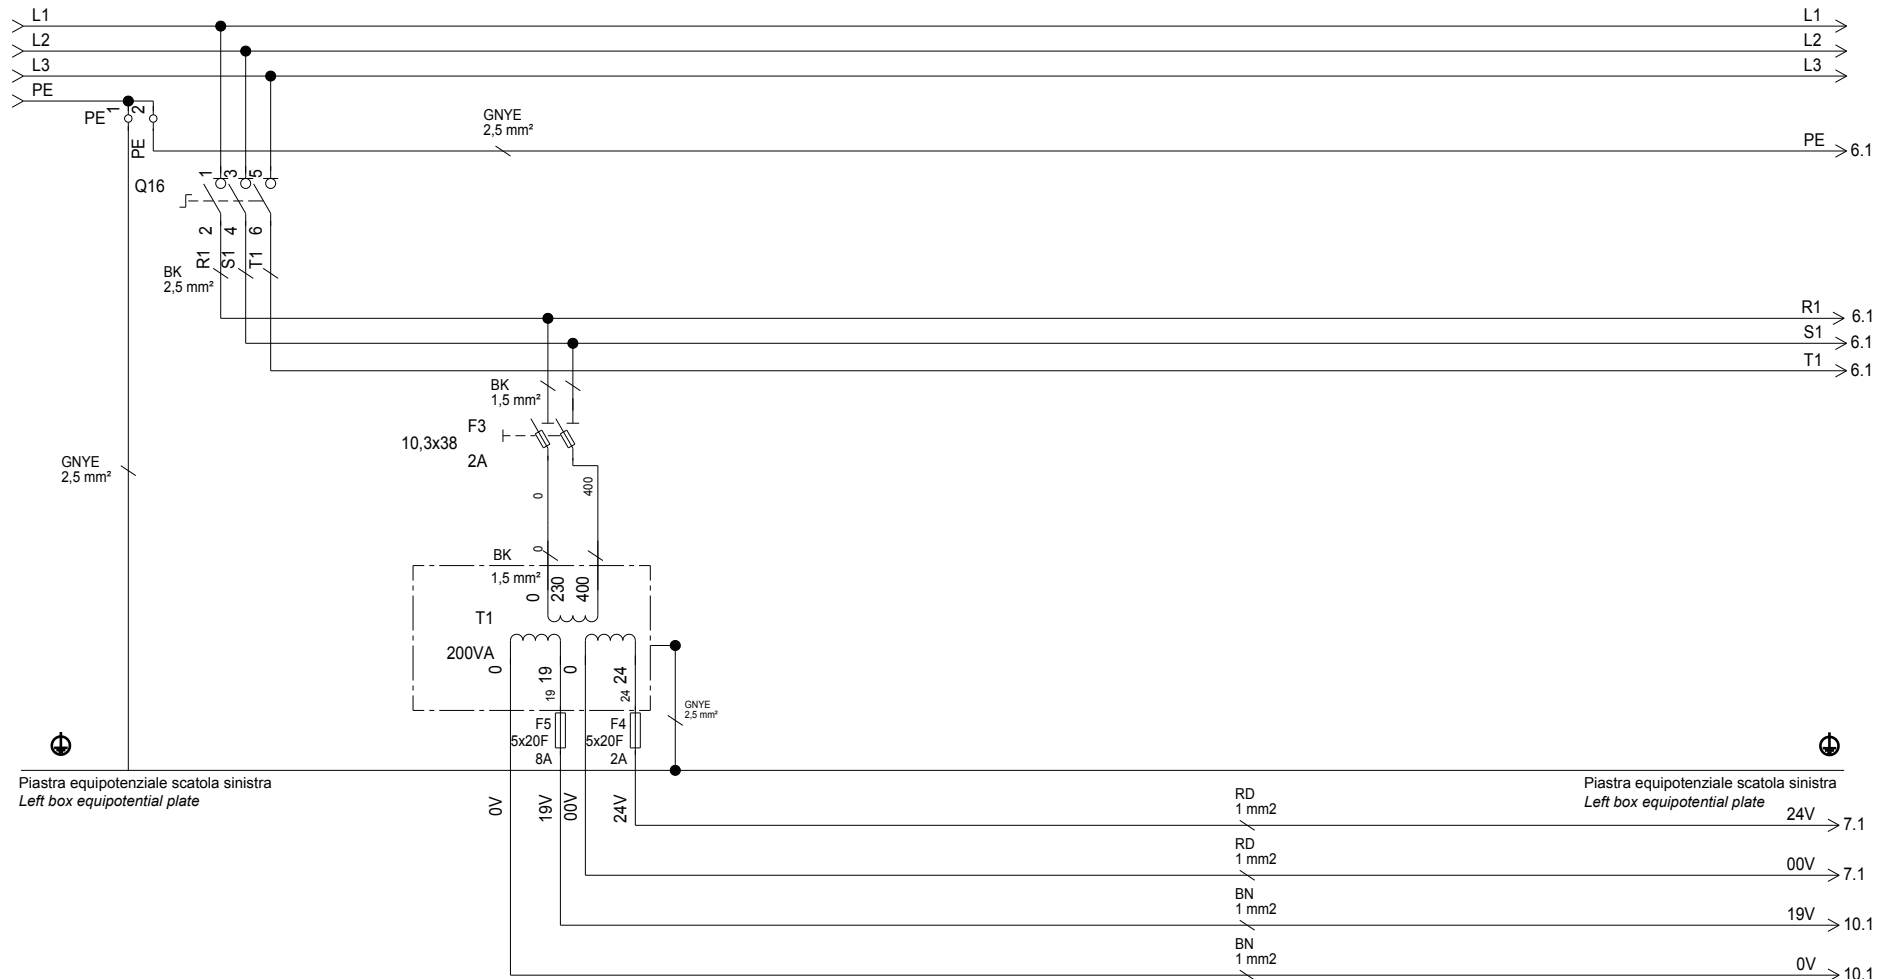 L1
L1
L2
L2
L3
L3
PE
PE
1
2
PE
GNYE
2,5 mm²
PE
6.1
Q16
1
3
5
2
4
6
R1
S1
T1
BK
2,5 mm²
R1
6.1
S1
6.1
T1
6.1
BK
1,5 mm²
F3
10,3x38
2A
GNYE
2,5 mm²
0
400
BK
1,5 mm²
0
0
230
400
T1
200VA
0
19
0
24
19
24
GNYE
2,5 mm²
F5
5x20F
8A
F4
5x20F
2A
Piastra equipotenziale scatola sinistra
Left box equipotential plate
Piastra equipotenziale scatola sinistra
Left box equipotential plate
0V
19V
00V
24V
RD
1 mm2
24V
7.1
RD
1 mm2
00V
7.1
BN
1 mm2
19V
10.1
BN
1 mm2
0V
10.1